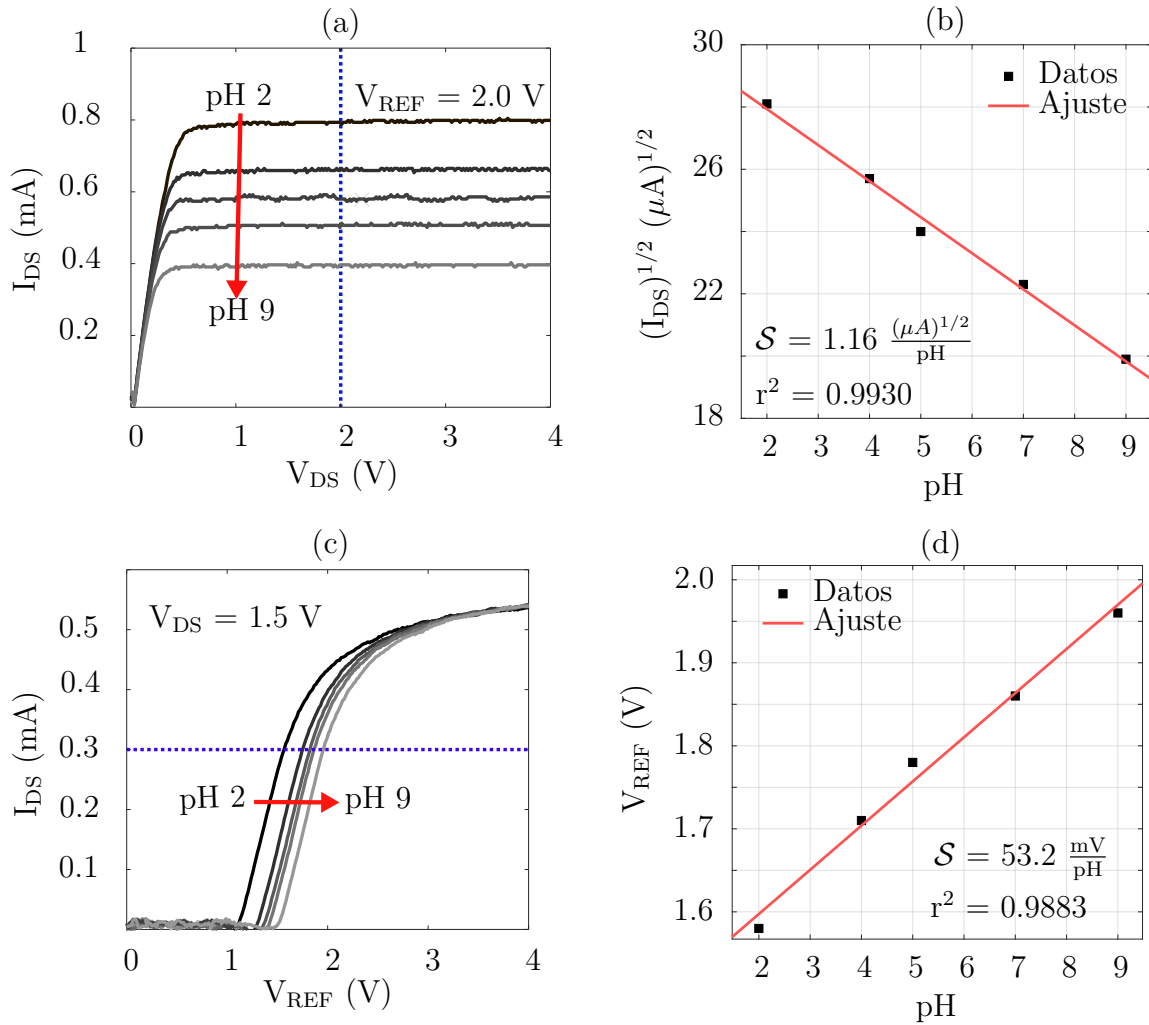 (a)
1
0.8
0.6
0.4
0.2
0
1
2
3
4
I_DS (mA)
V_DS (V)
pH 2
V_REF = 2.0 V
pH 9
(b)
30
26
22
18
2
3
4
5
6
7
8
9
(I_DS)^1/2 (μA)^1/2
pH
Datos
Ajuste
𝒮 = 1.16 (μA)^1/2/pH
r² = 0.9930
(c)
0.5
0.4
0.3
0.2
0.1
0
1
2
3
4
I_DS (mA)
V_REF (V)
V_DS = 1.5 V
pH 2
pH 9
(d)
2.0
1.9
1.8
1.7
1.6
2
3
4
5
6
7
8
9
V_REF (V)
pH
Datos
Ajuste
𝒮 = 53.2 mV/pH
r² = 0.9883